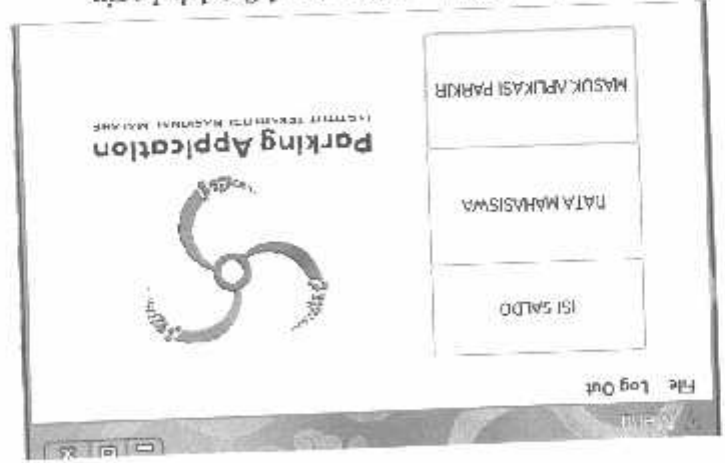 Menu
File Log Out
ISI SALDO
DATA MAHASISWA
MASUK APLIKASI PARKIR
Parking Application
INSTITUT TEKNOLOGI NASIONAL MALANG